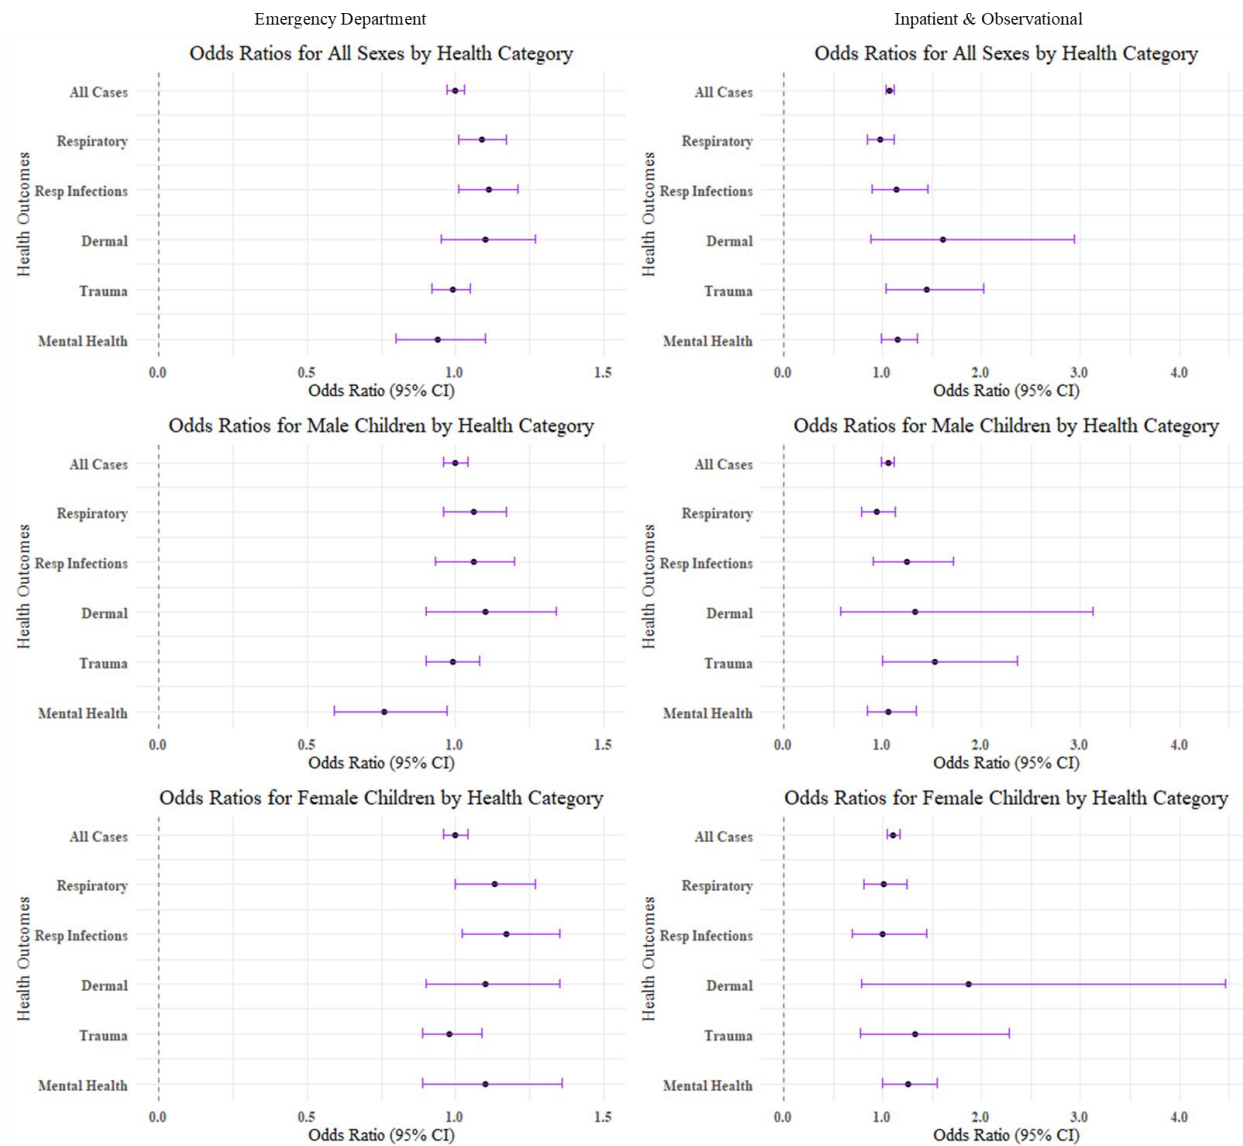 Emergency Department
Inpatient & Observational
Odds Ratios for All Sexes by Health Category
Health Outcomes
All Cases
Respiratory
Resp Infections
Dermal
Trauma
Mental Health
0.0 0.5 1.0 1.5
Odds Ratio (95% CI)
Odds Ratios for All Sexes by Health Category
Health Outcomes
All Cases
Respiratory
Resp Infections
Dermal
Trauma
Mental Health
0.0 1.0 2.0 3.0 4.0
Odds Ratio (95% CI)
Odds Ratios for Male Children by Health Category
Health Outcomes
All Cases
Respiratory
Resp Infections
Dermal
Trauma
Mental Health
0.0 0.5 1.0 1.5
Odds Ratio (95% CI)
Odds Ratios for Male Children by Health Category
Health Outcomes
All Cases
Respiratory
Resp Infections
Dermal
Trauma
Mental Health
0.0 1.0 2.0 3.0 4.0
Odds Ratio (95% CI)
Odds Ratios for Female Children by Health Category
Health Outcomes
All Cases
Respiratory
Resp Infections
Dermal
Trauma
Mental Health
0.0 0.5 1.0 1.5
Odds Ratio (95% CI)
Odds Ratios for Female Children by Health Category
Health Outcomes
All Cases
Respiratory
Resp Infections
Dermal
Trauma
Mental Health
0.0 1.0 2.0 3.0 4.0
Odds Ratio (95% CI)